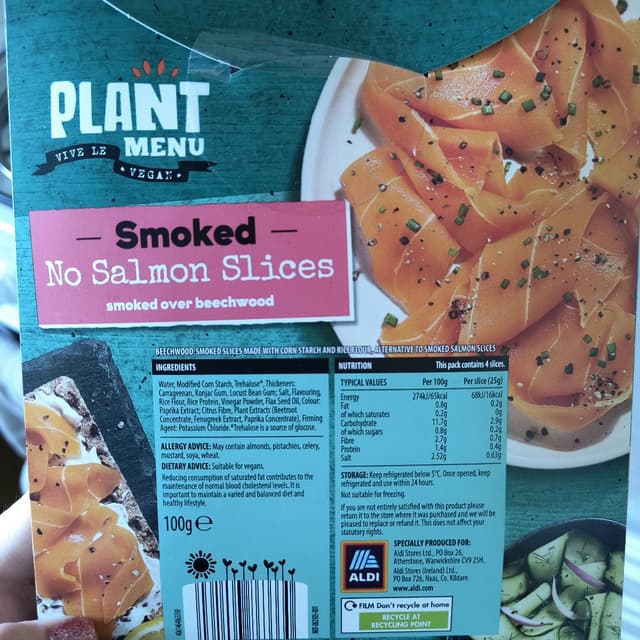 PLANT
MENU
VIVE LE
• VEGAN •
— Smoked —
No Salmon Slices
smoked over beechwood
BEECHWOOD-SMOKED SLICES MADE WITH CORN STARCH AND RICE FLOUR, ALTERNATIVE TO SMOKED SALMON SLICES
INGREDIENTS
Water, Modified Corn Starch, Trehalose*, Thickeners:
Carrageenan, Konjac Gum, Locust Bean Gum; Salt, Flavouring,
Rice Flour, Rice Protein, Vinegar Powder, Flax Seed Oil, Colour:
Paprika Extract; Citrus Fibre, Plant Extracts (Beetroot
Concentrate, Fenugreek Extract, Paprika Concentrate), Firming
Agent: Potassium Chloride. *Trehalose is a source of glucose.
ALLERGY ADVICE: May contain almonds, pistachios, celery,
mustard, soya, wheat.
DIETARY ADVICE: Suitable for vegans.
Reducing consumption of saturated fat contributes to the
maintenance of normal blood cholesterol levels. It is
important to maintain a varied and balanced diet and
healthy lifestyle.
100g ℮
NUTRITION This pack contains 4 slices.
TYPICAL VALUES Per 100g Per slice (25g)
Energy 274kJ/65kcal 68kJ/16kcal
Fat 0.8g 0.2g
of which saturates 0.2g 0g
Carbohydrate 11.7g 2.9g
of which sugars 0.8g 0.2g
Fibre 2.7g 0.7g
Protein 1.4g 0.4g
Salt 2.52g 0.63g
STORAGE: Keep refrigerated below 5°C. Once opened, keep
refrigerated and use within 24 hours.
Not suitable for freezing.
If you are not entirely satisfied with this product please
return it to the store where it was purchased and we will be
pleased to replace or refund it. This does not affect your
statutory rights.
ALDI
SPECIALLY PRODUCED FOR:
Aldi Stores Ltd., PO Box 26,
Atherstone, Warwickshire CV9 2SH.
Aldi Stores (Ireland) Ltd.,
PO Box 726, Naas, Co. Kildare.
www.aldi.com
FILM Don't recycle at home
RECYCLE AT
RECYCLING POINT